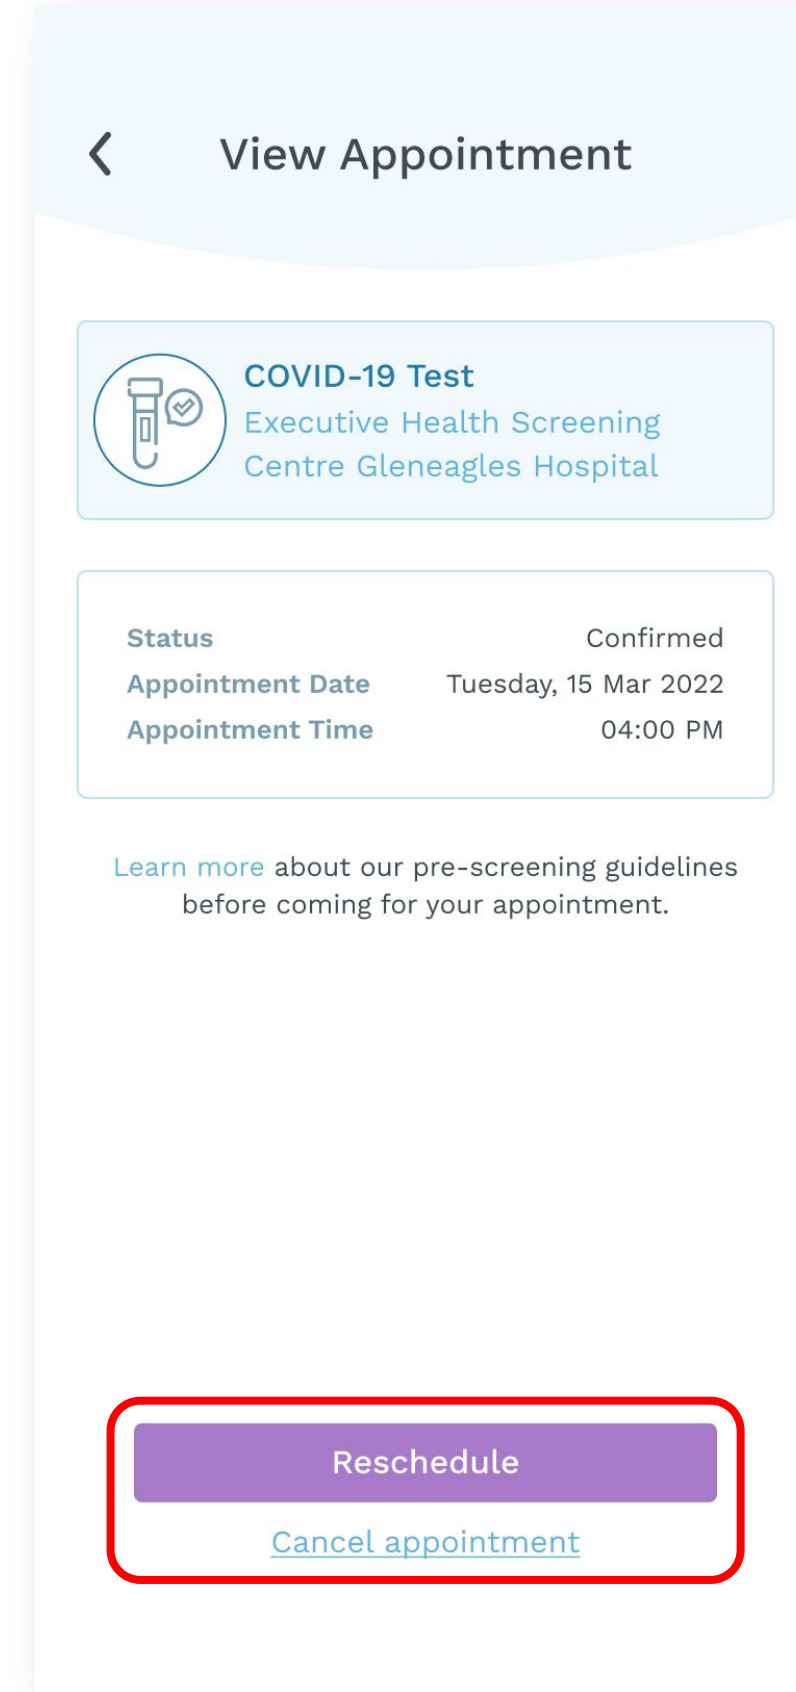 View Appointment
COVID-19 Test
Executive Health Screening
Centre Gleneagles Hospital
Status Confirmed
Appointment Date Tuesday, 15 Mar 2022
Appointment Time 04:00 PM
Learn more about our pre-screening guidelines
before coming for your appointment.
Reschedule
Cancel appointment